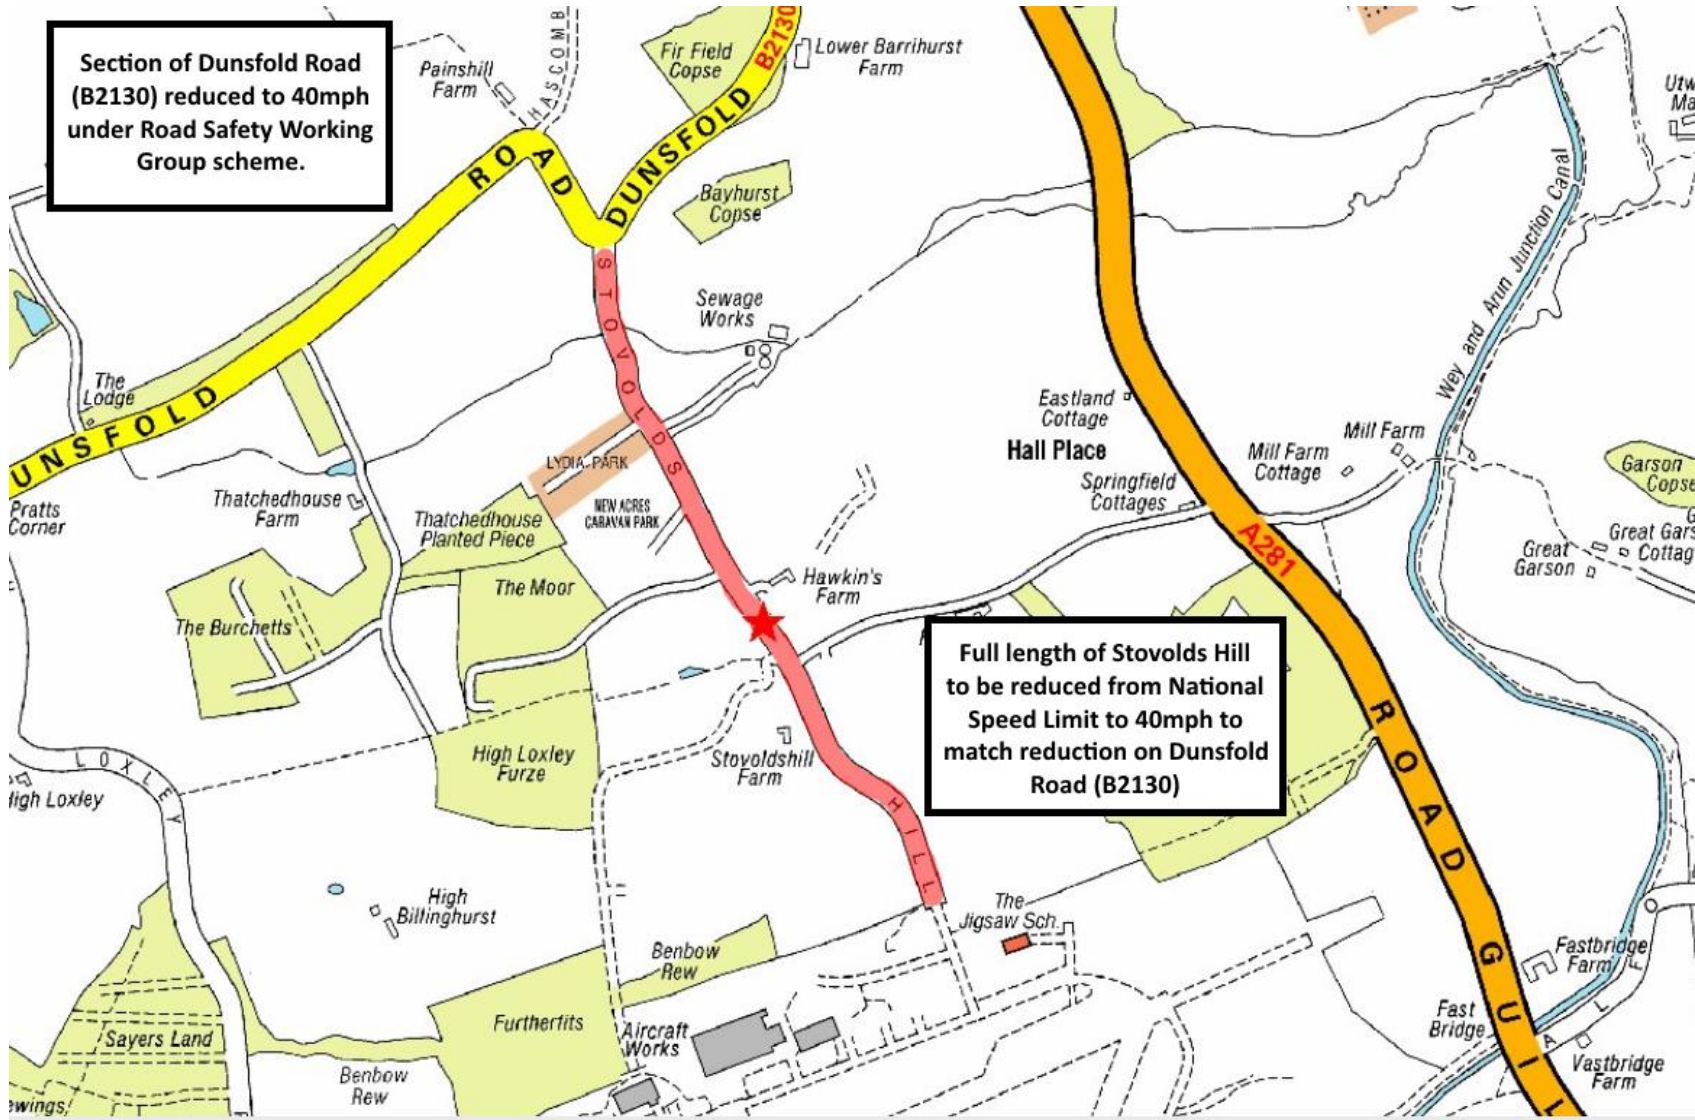 Section of Dunsfold Road
(B2130) reduced to 40mph
under Road Safety Working
Group scheme.
Painshill
Farm
HASCOMB
Fir Field
Copse
B2130
Lower Barrihurst
Farm
ROAD
DUNSFOLD
Bayhurst
Copse
Wey and Arun Junction Canal
STOVOLDS
Sewage
Works
The
Lodge
UNSFOLD
Eastland
Cottage
Hall Place
Mill Farm
Mill Farm
Cottage
Springfield
Cottages
Garson
Copse
LYDIA PARK
NEW ACRES
CARAVAN PARK
Pratts
Corner
Thatchedhouse
Farm
Thatchedhouse
Planted Piece
A281
Great
Garson
Great Gars
Cottag
The Moor
Hawkin's
Farm
The Burchetts
Full length of Stovolds Hill
to be reduced from National
Speed Limit to 40mph to
match reduction on Dunsfold
Road (B2130)
High Loxley
Furze
Stovoldshill
Farm
LOXLEY
High Loxley
HILL
ROAD
High
Billinghurst
The
Jigsaw Sch.
Benbow
Rew
GUIL
Fastbridge
Farm
Fast
Bridge
Furtherfits
Aircraft
Works
Sayers Land
Benbow
Rew
Vastbridge
Farm
ewings